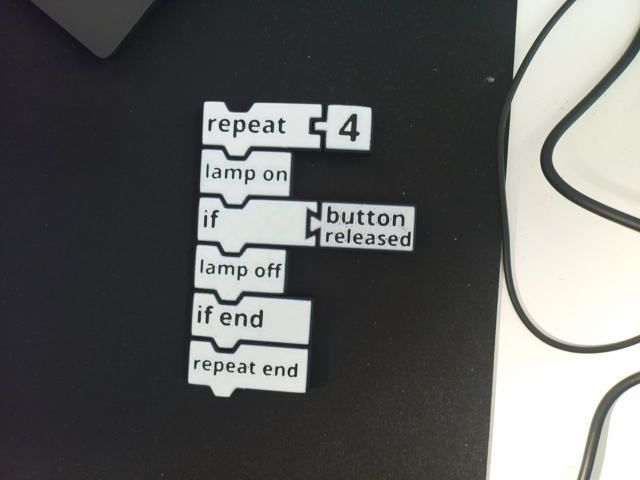 repeat 4
lamp on
if button released
lamp off
if end
repeat end